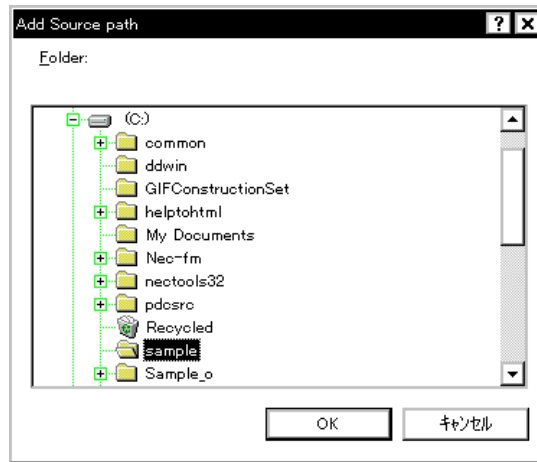 Add Source path
Folder:
(C:)
common
ddwin
GIFConstructionSet
helptohtml
My Documents
Nec-fm
nectools32
pdcsrc
Recycled
sample
Sample_o
OK
キャンセル